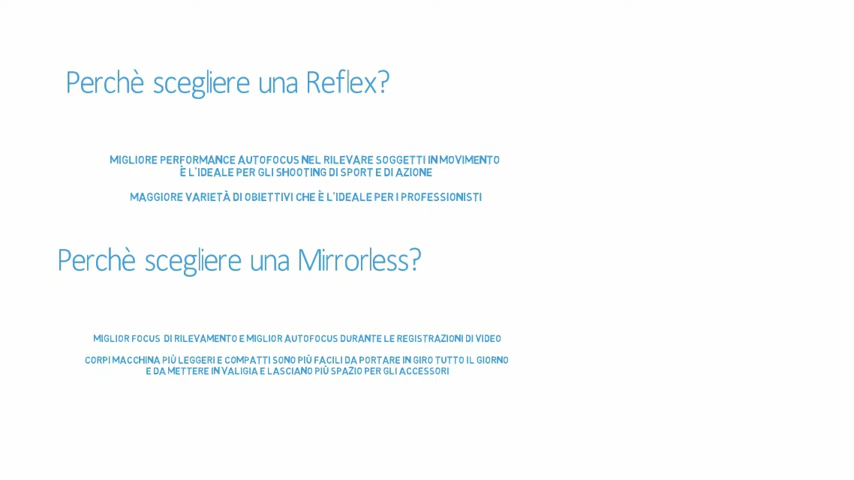 Perchè scegliere una Reflex?
MIGLIORE PERFORMANCE AUTOFOCUS NEL RILEVARE SOGGETTI IN MOVIMENTO
È L'IDEALE PER GLI SHOOTING DI SPORT E DI AZIONE
MAGGIORE VARIETÀ DI OBIETTIVI CHE È L'IDEALE PER I PROFESSIONISTI
Perchè scegliere una Mirrorless?
MIGLIOR FOCUS DI RILEVAMENTO E MIGLIOR AUTOFOCUS DURANTE LE REGISTRAZIONI DI VIDEO
CORPI MACCHINA PIÙ LEGGERI E COMPATTI SONO PIÙ FACILI DA PORTARE IN GIRO TUTTO IL GIORNO
E DA METTERE IN VALIGIA E LASCIANO PIÙ SPAZIO PER GLI ACCESSORI